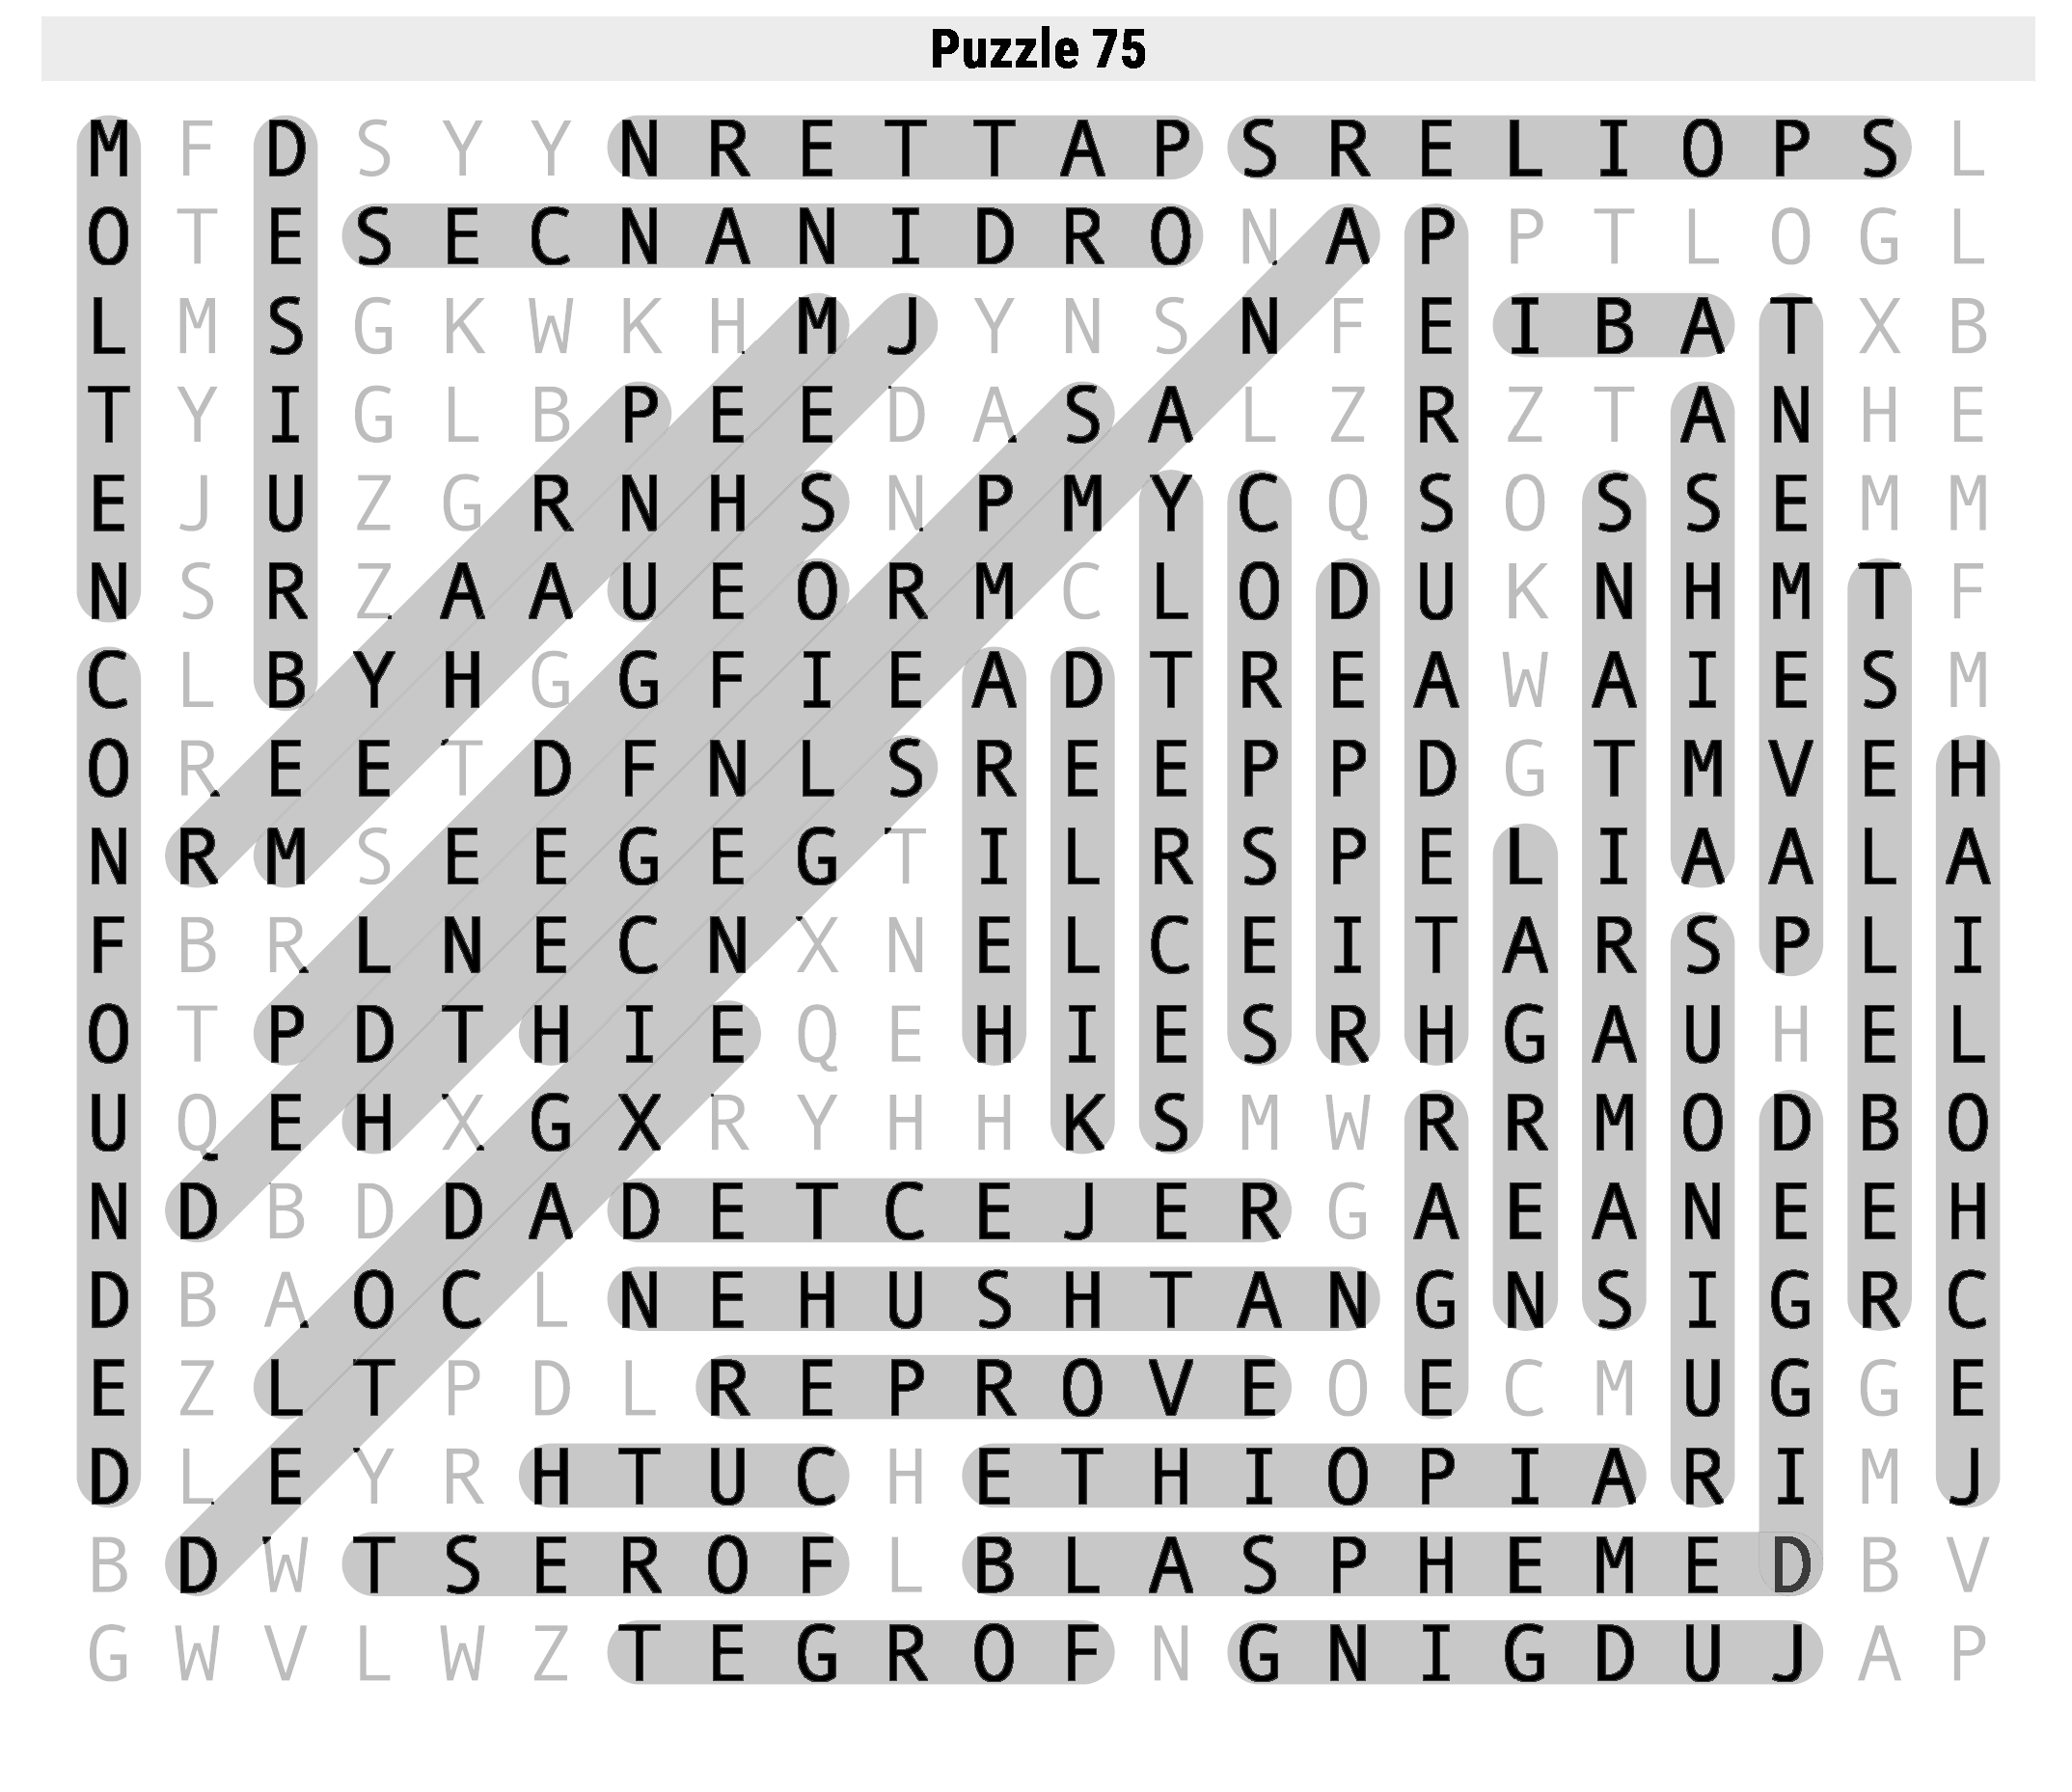 Puzzle 75
M F D S Y Y N R E T T A P S R E L I O P S L
O T E S E C N A N I D R O N A P P T L O G L
L M S G K W K H M J Y N S N F E I B A T X B
T Y I G L B P E E D A S A L Z R Z T A N H E
E J U Z G R N H S N P M Y C Q S O S S E M M
N S R Z A A U E O R M C L O D U K N H M T F
C L B Y H G G F I E A D T R E A W A I E S M
O R E E T D F N L S R E E P P D G T M V E H
N R M S E E G E G T I L R S P E L I A A L A
F B R L N E C N X N E L C E I T A R S P L I
O T P D T H I E Q E H I E S R H G A U H E L
U Q E H X G X R Y H H K S M W R R M O D B O
N D B D D A D E T C E J E R G A E A N E E H
D B A O C L N E H U S H T A N G N S I G R C
E Z L T P D L R E P R O V E O E C M U G G E
D L E Y R H T U C H E T H I O P I A R I M J
B D W T S E R O F L B L A S P H E M E D B V
G W V L W Z T E G R O F N G N I G D U J A P